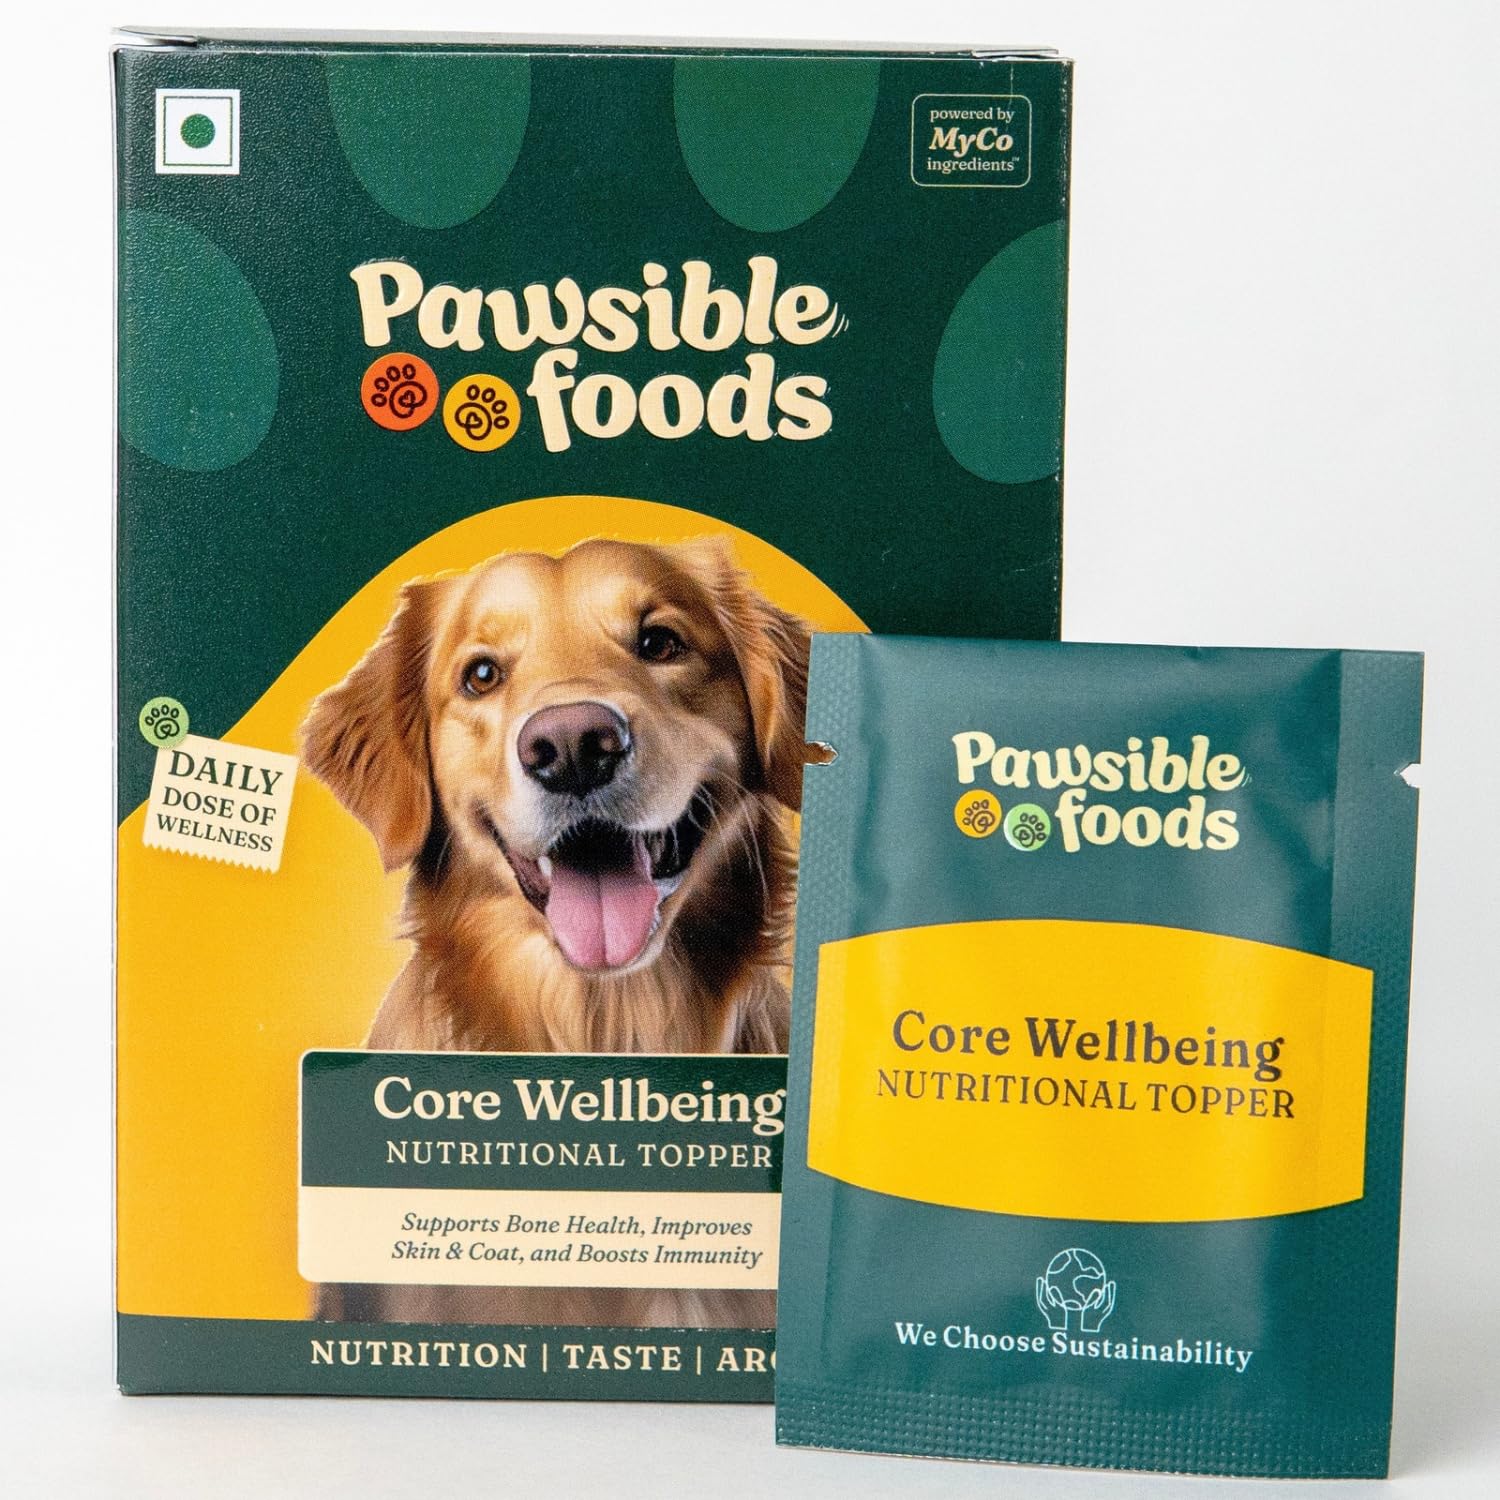 powered by
MyCo
ingredients™
Pawsible
foods
DAILY
DOSE OF
WELLNESS
Core Wellbeing
NUTRITIONAL TOPPER
Supports Bone Health, Improves
Skin & Coat, and Boosts Immunity
NUTRITION | TASTE |
Pawsible
foods
Core Wellbeing
NUTRITIONAL TOPPER
We Choose Sustainability